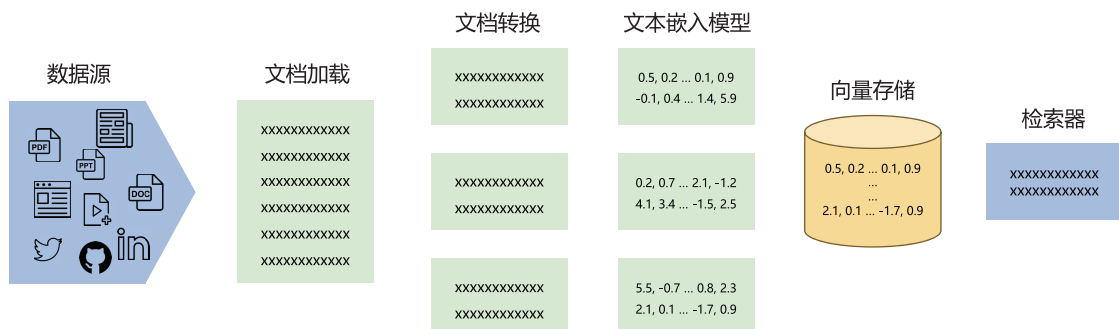 数据源
PDF
PPT
DOC
in
文档加载
xxxxxxxxxxxx
xxxxxxxxxxxx
xxxxxxxxxxxx
xxxxxxxxxxxx
xxxxxxxxxxxx
xxxxxxxxxxxx
文档转换
xxxxxxxxxxxx
xxxxxxxxxxxx
xxxxxxxxxxxx
xxxxxxxxxxxx
xxxxxxxxxxxx
xxxxxxxxxxxx
文本嵌入模型
0.5, 0.2 ... 0.1, 0.9
-0.1, 0.4 ... 1.4, 5.9
0.2, 0.7 ... 2.1, -1.2
4.1, 3.4 ... -1.5, 2.5
5.5, -0.7 ... 0.8, 2.3
2.1, 0.1 ... -1.7, 0.9
向量存储
0.5, 0.2 ... 0.1, 0.9
...
...
2.1, 0.1 ... -1.7, 0.9
检索器
xxxxxxxxxxxx
xxxxxxxxxxxx